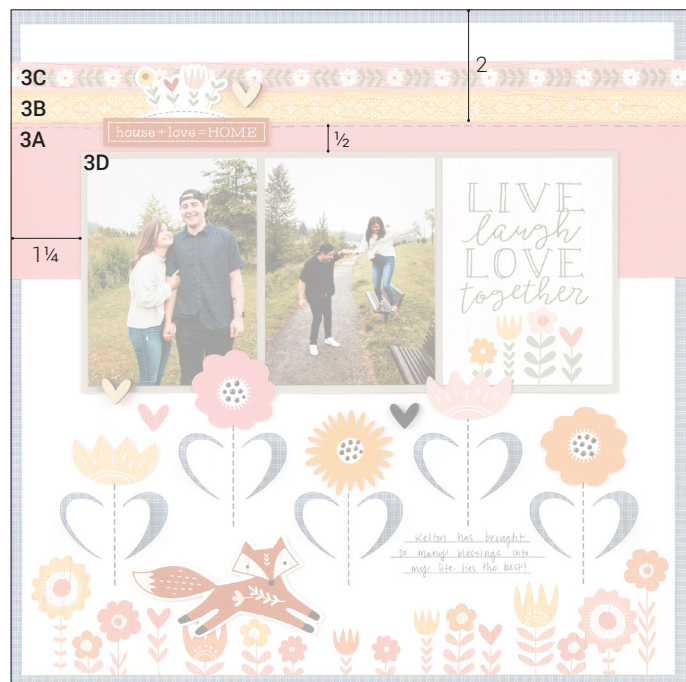 2
3C
3B
house + love = HOME
3A
½
3D
LIVE
laugh
LOVE
together
1¼
Kelton has brought
so many blessings into
my life. He's the best!